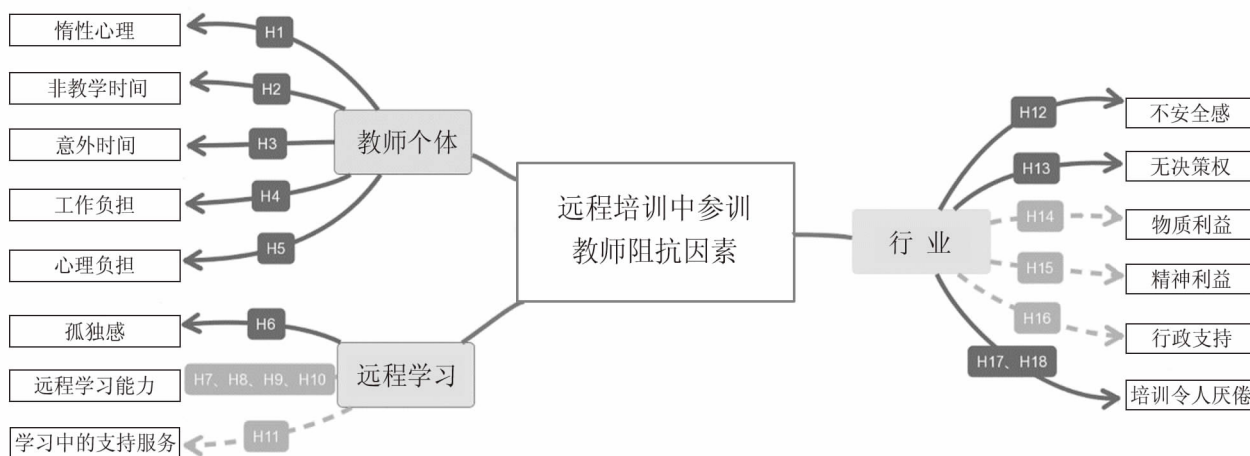 惰性心理
H1
非教学时间
H2
意外时间
H3
工作负担
H4
心理负担
H5
教师个体
孤独感
H6
远程学习能力
H7、H8、H9、H10
学习中的支持服务
H11
远程学习
远程培训中参训
教师阻抗因素
行 业
H12
不安全感
H13
无决策权
H14
物质利益
H15
精神利益
H16
行政支持
H17、H18
培训令人厌倦